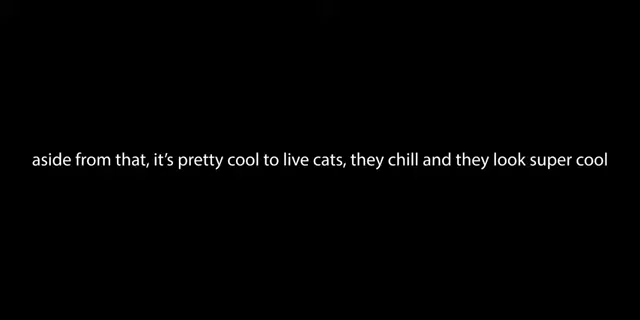 aside from that, it’s pretty cool to live cats, they chill and they look super cool